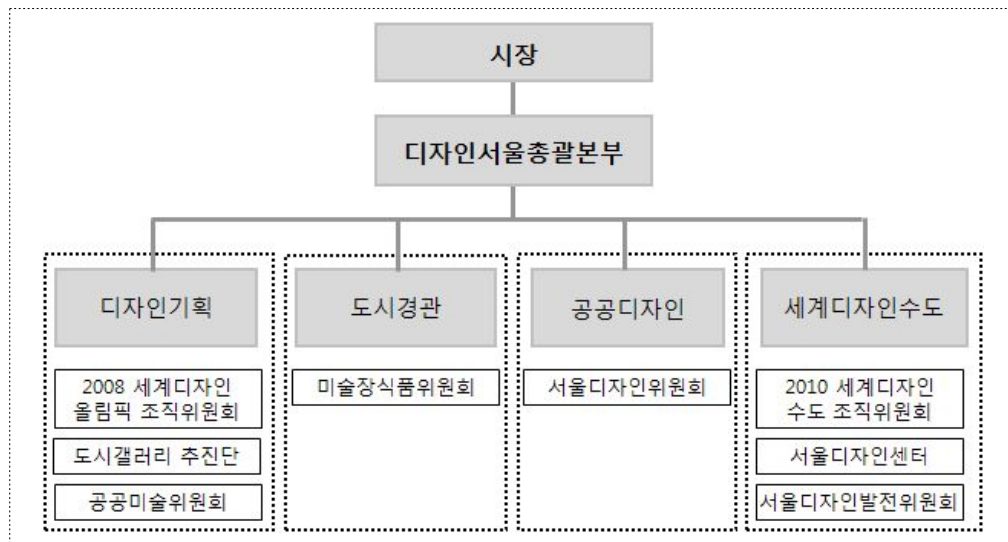 시장
디자인서울총괄본부
디자인기획
2008 세계디자인
올림픽 조직위원회
도시갤러리 추진단
공공미술위원회
도시경관
미술장식품위원회
공공디자인
서울디자인위원회
세계디자인수도
2010 세계디자인
수도 조직위원회
서울디자인센터
서울디자인발전위원회